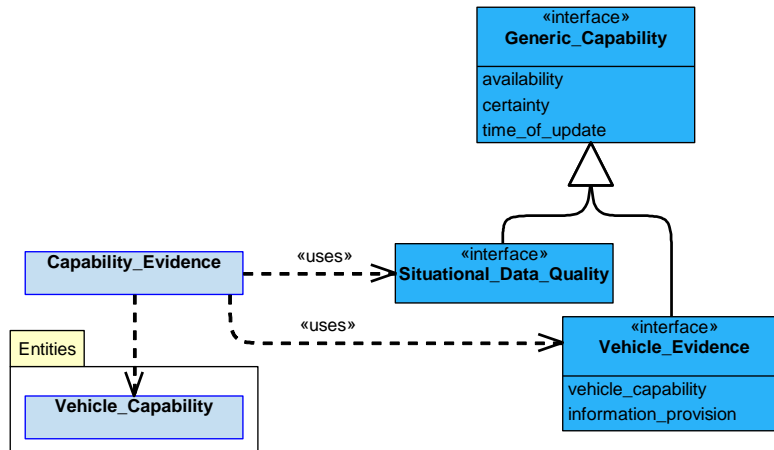 «interface»
Generic_Capability
availability
certainty
time_of_update
Capability_Evidence
«uses»
«interface»
Situational_Data_Quality
«uses»
«interface»
Vehicle_Evidence
vehicle_capability
information_provision
Entities
Vehicle_Capability